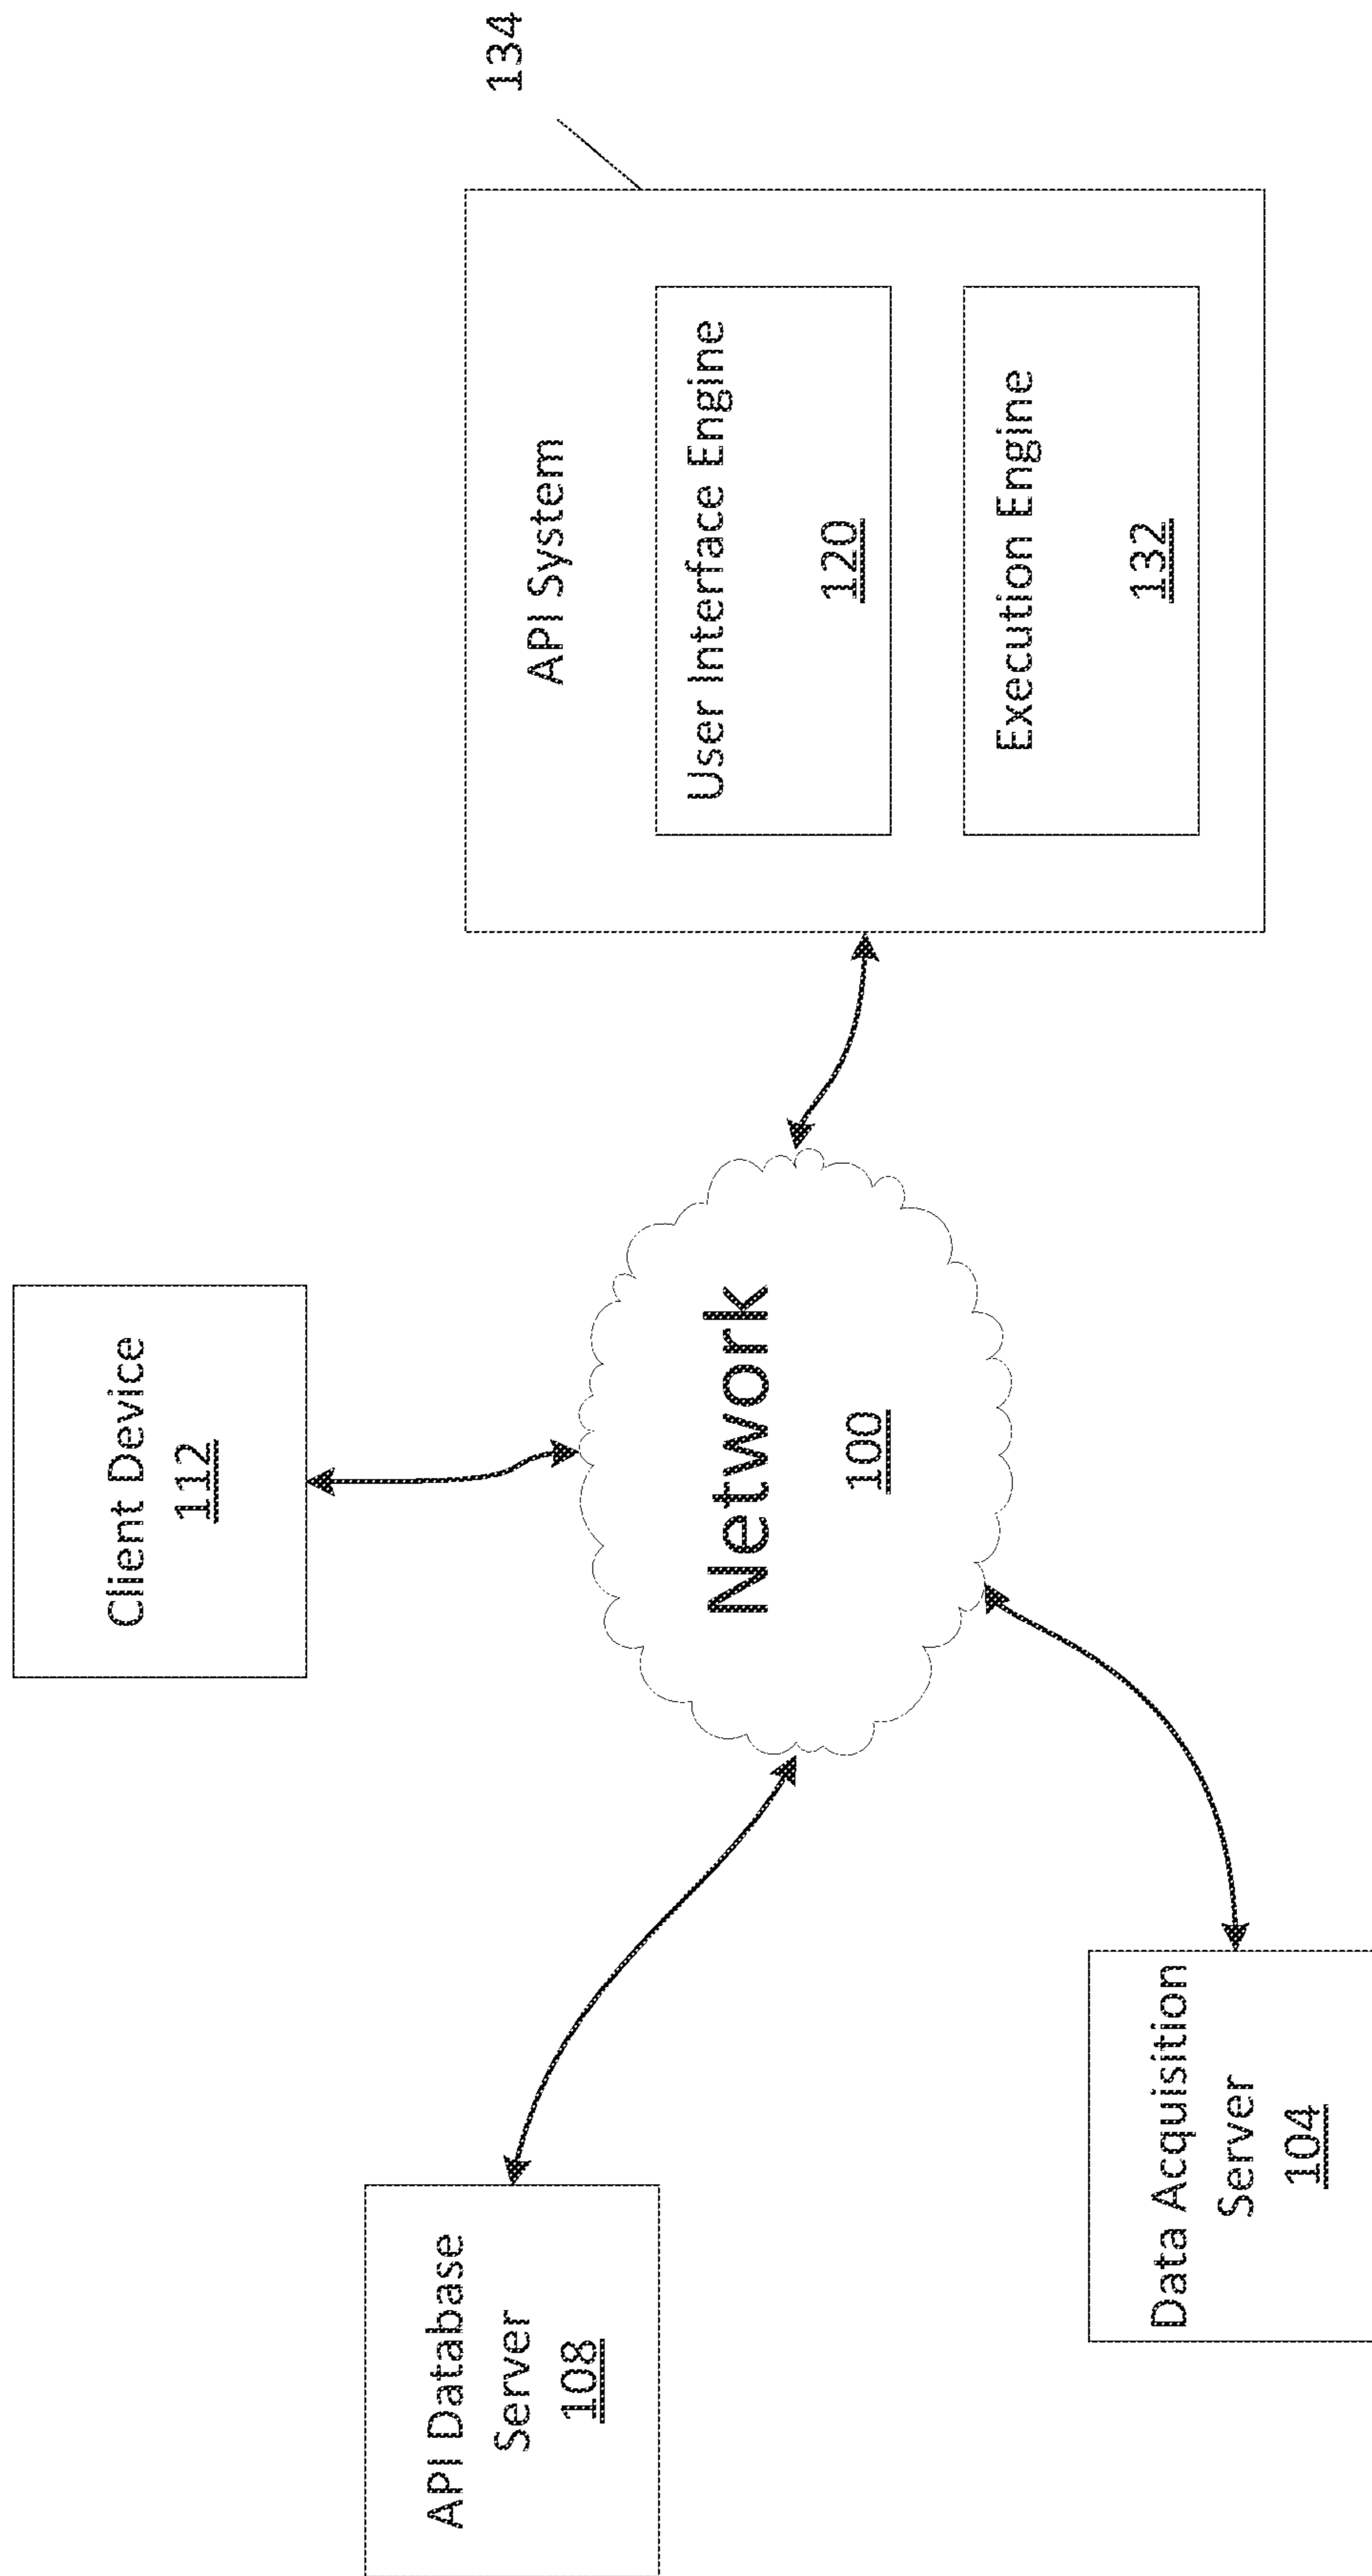 Client Device
112
134
API System
User Interface Engine
120
Execution Engine
132
Network
100
API Database
Server
108
Data Acquisition
Server
104